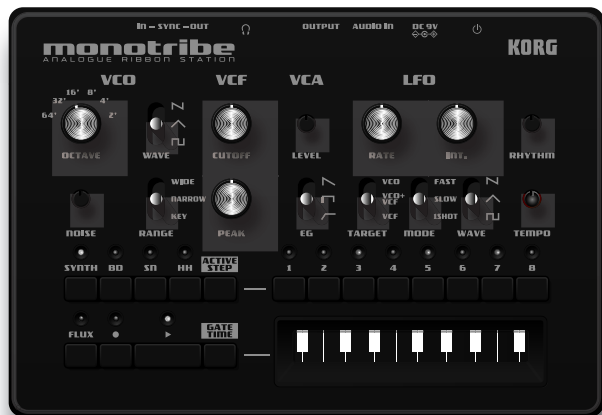 IN – SYNC – OUT OUTPUT AUDIO IN DC 9V
monotribe KORG
ANALOGUE RIBBON STATION
VCO VCF VCA LFO
16' 8'
32' 4'
64' 2'
OCTAVE WAVE CUTOFF LEVEL RATE INT. RHYTHM
WIDE VCO FAST
NARROW VCO+ VCF SLOW
KEY VCF 1SHOT
NOISE RANGE PEAK EG TARGET MODE WAVE TEMPO
SYNTH BD SN HH ACTIVE STEP 1 2 3 4 5 6 7 8
FLUX GATE TIME